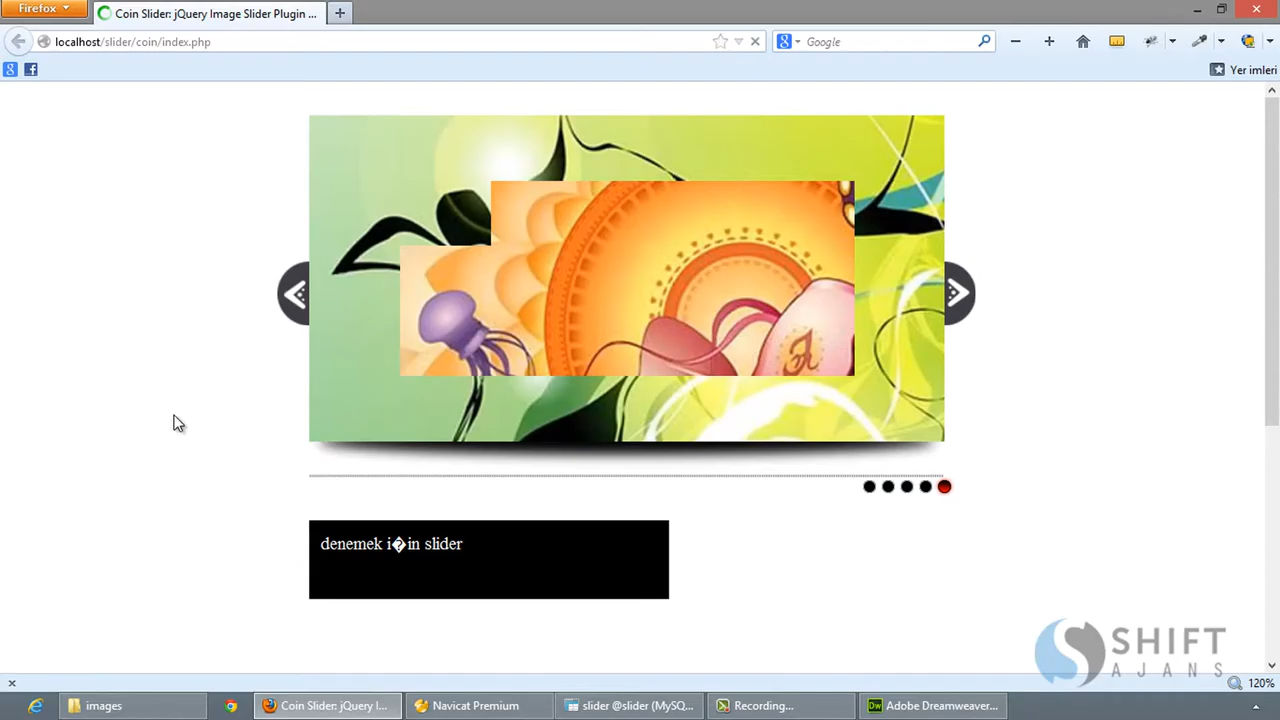 Firefox
Coin Slider: jQuery Image Slider Plugin ...
localhost/slider/coin/index.php
Google
Yer imleri
denemek i�in slider
SHIFT
AJANS
120%
images
Coin Slider: jQuery I...
Navicat Premium
slider @slider (MySQ...
Recording...
Adobe Dreamweaver...